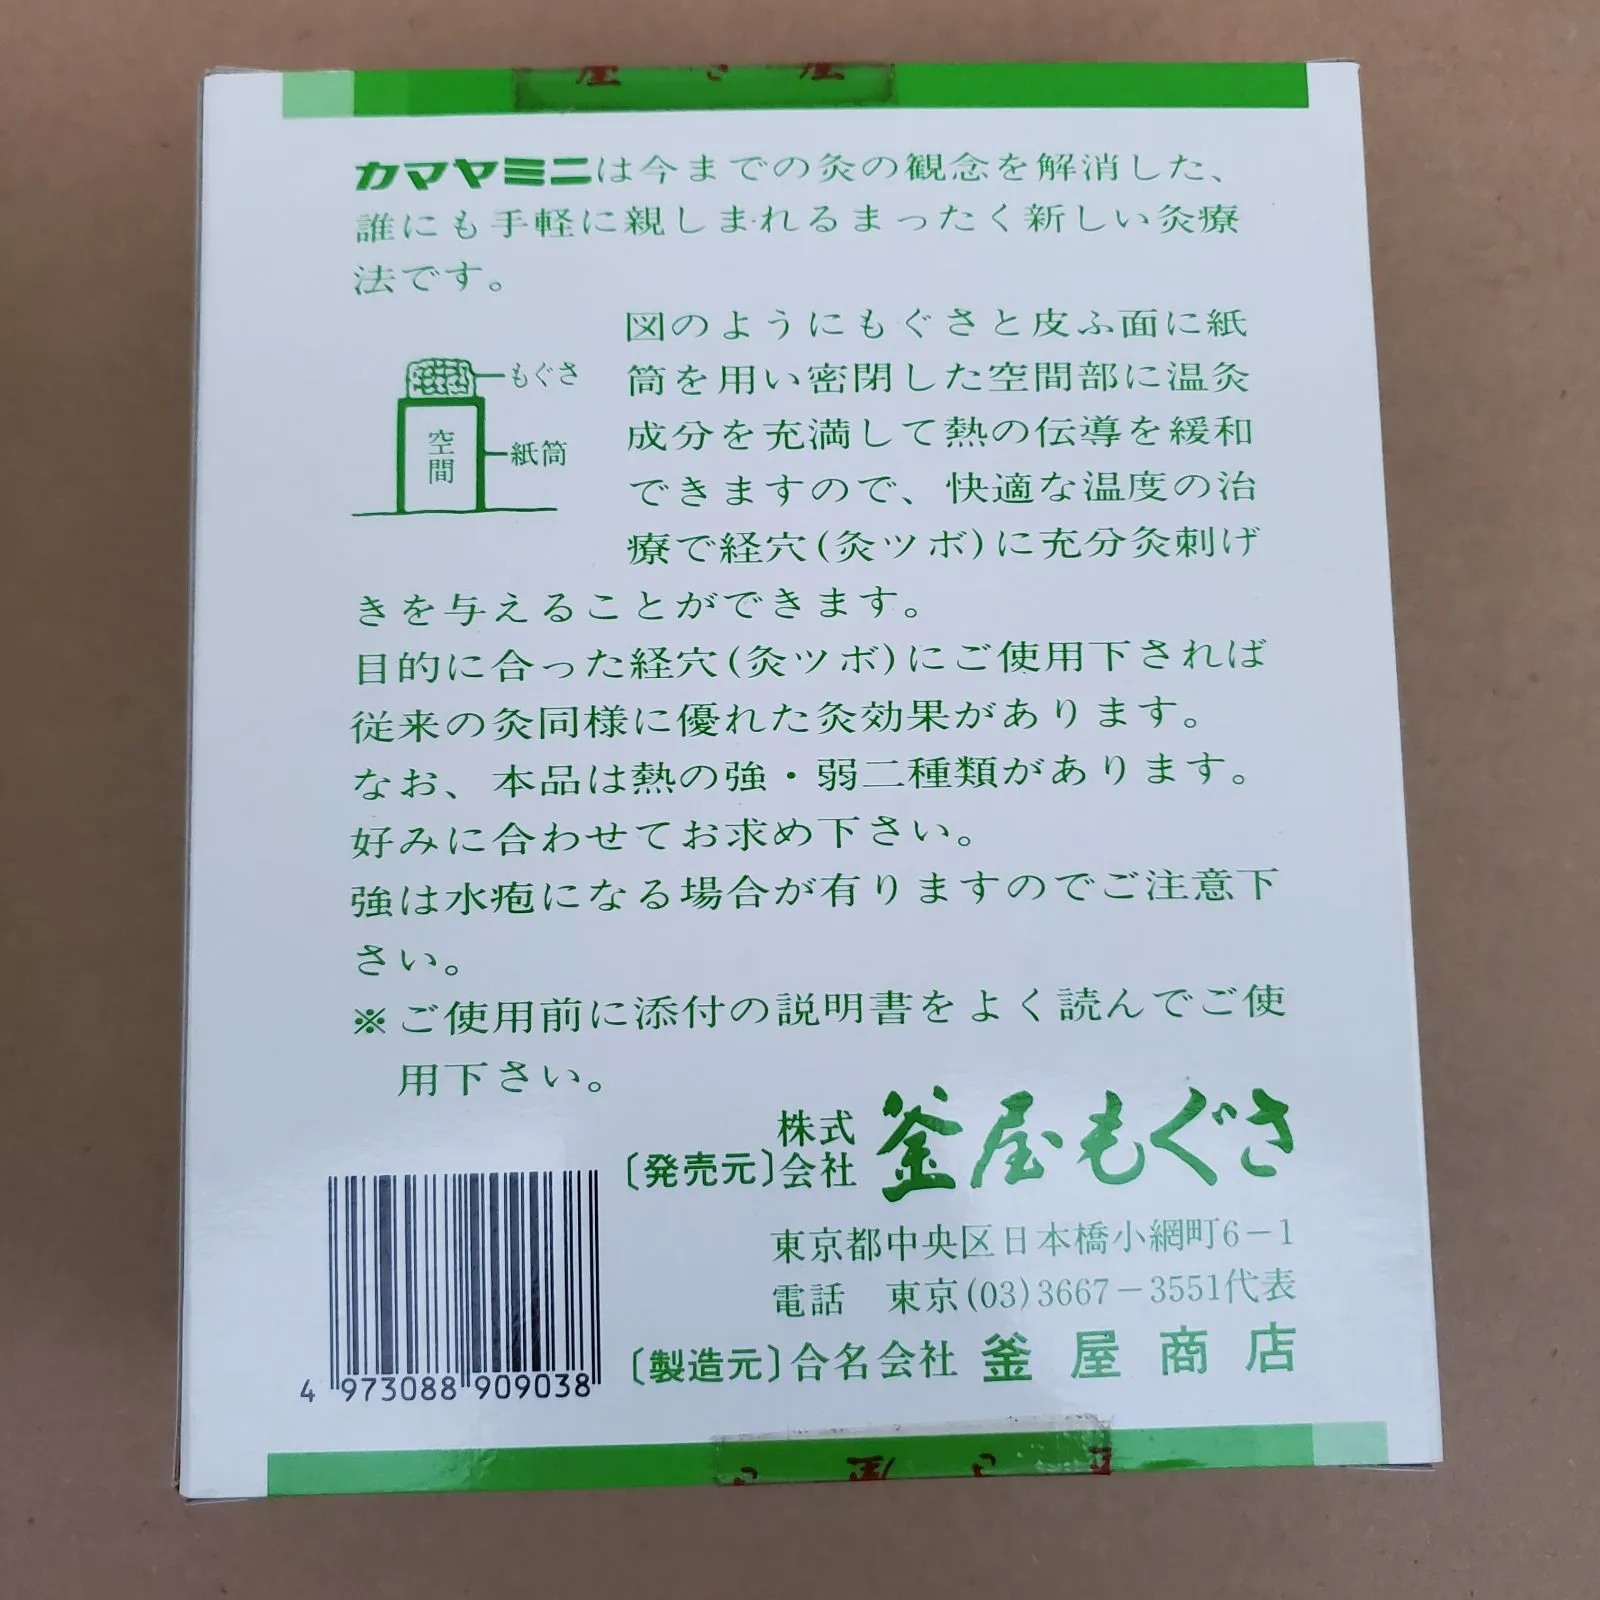 屋 さ 屋
カマヤミニは今までの灸の観念を解消した、
誰にも手軽に親しまれるまったく新しい灸療
法です。
図のようにもぐさと皮ふ面に紙
筒を用い密閉した空間部に温灸
成分を充満して熱の伝導を緩和
できますので、快適な温度の治
療で経穴(灸ツボ)に充分灸刺げ
きを与えることができます。
もぐさ
空間
紙筒
目的に合った経穴(灸ツボ)にご使用下されば
従来の灸同様に優れた灸効果があります。
なお、本品は熱の強・弱二種類があります。
好みに合わせてお求め下さい。
強は水疱になる場合が有りますのでご注意下
さい。
※ご使用前に添付の説明書をよく読んでご使
用下さい。
〔発売元〕株式会社 釜屋もぐさ
東京都中央区日本橋小網町6－1
電話 東京(03)3667－3551代表
〔製造元〕合名会社 釜屋商店
4 973088 909038